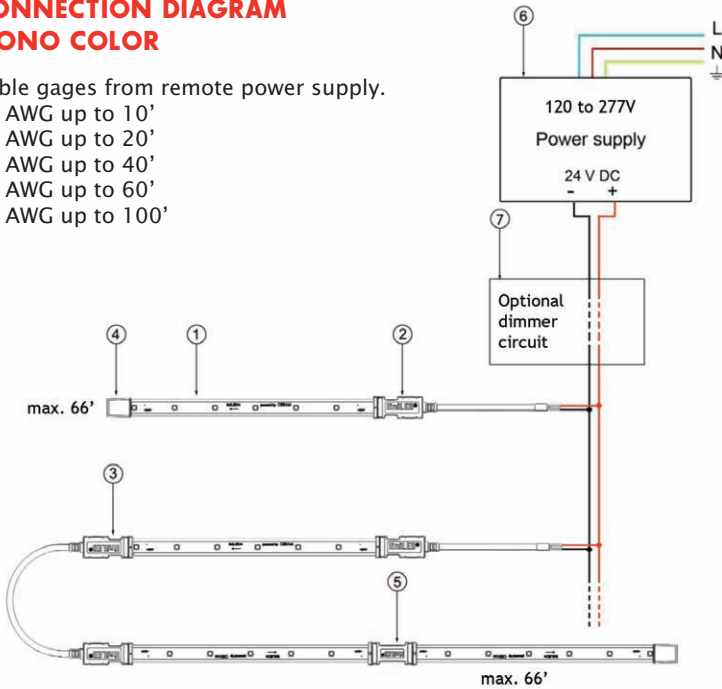 ONNECTION DIAGRAM
ONO COLOR
ble gages from remote power supply.
AWG up to 10’
AWG up to 20’
AWG up to 40’
AWG up to 60’
AWG up to 100’
6
L
N
120 to 277V
Power supply
24 V DC
- +
7
Optional
dimmer
circuit
4
1
2
max. 66’
3
5
max. 66’